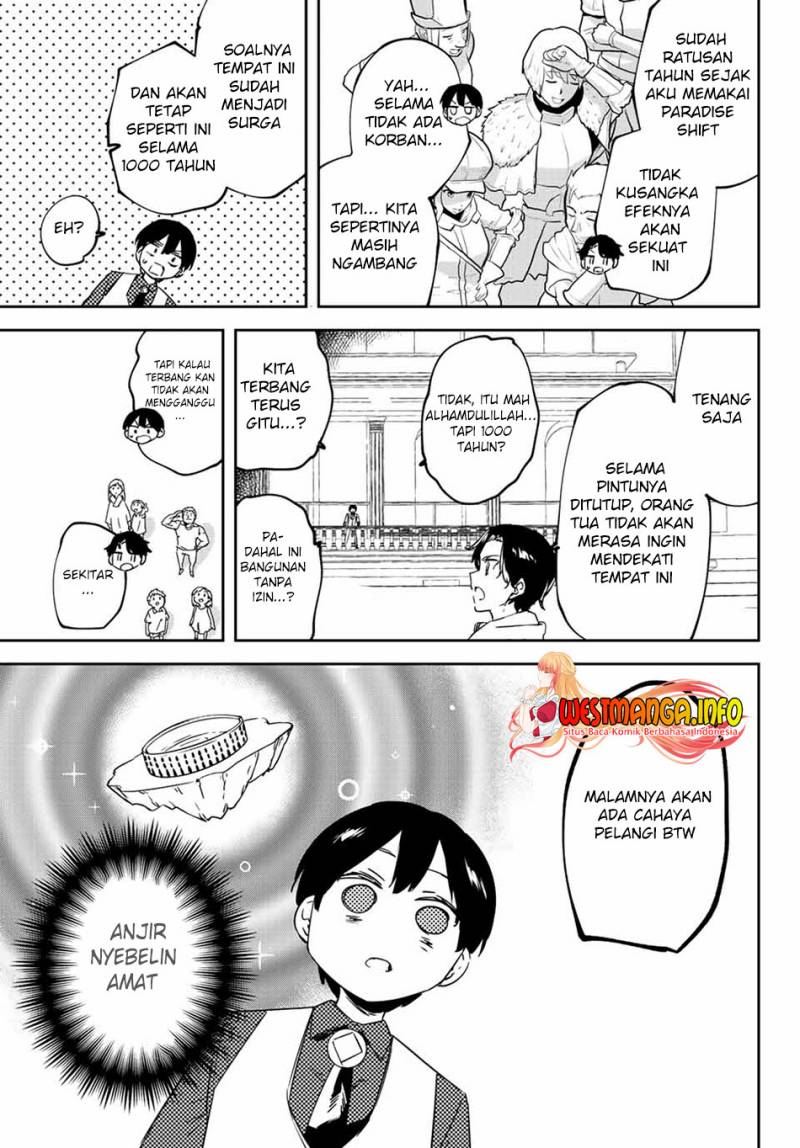 SUDAH
RATUSAN
TAHUN SEJAK
AKU MEMAKAI
PARADISE
SHIFT
TIDAK
KUSANGKA
EFEKNYA
AKAN
SEKUAT
INI
YAH...
SELAMA
TIDAK ADA
KORBAN...
TAPI... KITA
SEPERTINYA
MASIH
NGAMBANG
SOALNYA
TEMPAT INI
SUDAH
MENJADI
SURGA
DAN AKAN
TETAP
SEPERTI INI
SELAMA
1000 TAHUN
EH?
TENANG
SAJA
SELAMA
PINTUNYA
DITUTUP, ORANG
TUA TIDAK AKAN
MERASA INGIN
MENDEKATI
TEMPAT INI
TIDAK, ITU MAH
ALHAMDULILLAH...
TAPI 1000
TAHUN?
KITA
TERBANG
TERUS
GITU...?
PA-
DAHAL INI
BANGUNAN
TANPA
IZIN...?
TAPI KALAU
TERBANG KAN
TIDAK AKAN
MENGGANGGU
...
SEKITAR
...
WESTMANGA.INFO
Situs Baca Komik Berbahasa Indonesia
MALAMNYA AKAN
ADA CAHAYA
PELANGI BTW
ANJIR
NYEBELIN
AMAT